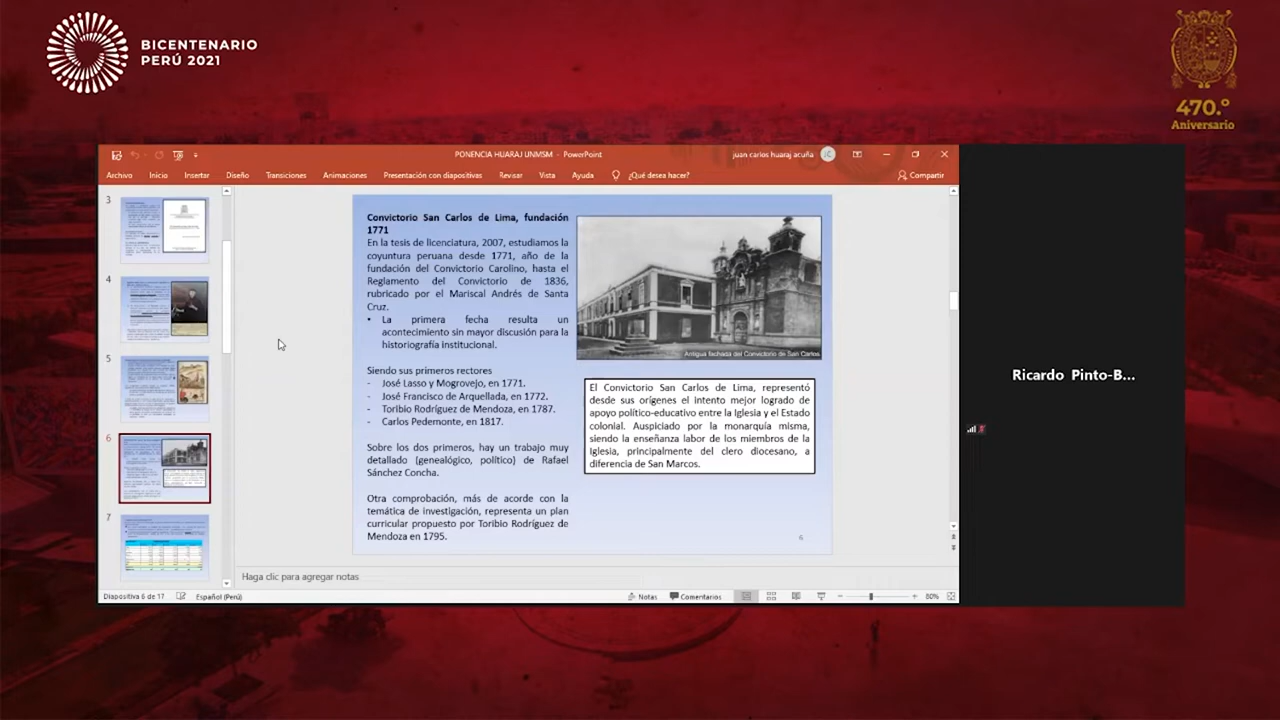 BICENTENARIO
PERÚ 2021
470.º
Aniversario
PONENCIA HUARAJ UNMSM - PowerPoint
juan carlos huaraj acuña
JC
Archivo Inicio Insertar Diseño Transiciones Animaciones Presentación con diapositivas Revisar Vista Ayuda ¿Qué desea hacer? Compartir
3
4
5
6
7
Convictorio San Carlos de Lima, fundación
1771
En la tesis de licenciatura, 2007, estudiamos la
coyuntura peruana desde 1771, año de la
fundación del Convictorio Carolino, hasta el
Reglamento del Convictorio de 1836,
rubricado por el Mariscal Andrés de Santa
Cruz.
• La primera fecha resulta un
acontecimiento sin mayor discusión para la
historiografía institucional.
Siendo sus primeros rectores
- José Lasso y Mogrovejo, en 1771.
- José Francisco de Arquellada, en 1772.
- Toribio Rodríguez de Mendoza, en 1787.
- Carlos Pedemonte, en 1817.
Sobre los dos primeros, hay un trabajo muy
detallado (genealógico, político) de Rafael
Sánchez Concha.
Otra comprobación, más de acorde con la
temática de investigación, representa un plan
curricular propuesto por Toribio Rodríguez de
Mendoza en 1795.
Antigua fachada del Convictorio de San Carlos
El Convictorio San Carlos de Lima, representó
desde sus orígenes el intento mejor logrado de
apoyo político-educativo entre la Iglesia y el Estado
colonial. Auspiciado por la monarquía misma,
siendo la enseñanza labor de los miembros de la
Iglesia, principalmente del clero diocesano, a
diferencia de San Marcos.
6
Haga clic para agregar notas
Diapositiva 6 de 17 Español (Perú) Notas Comentarios 80%
Ricardo Pinto-B...